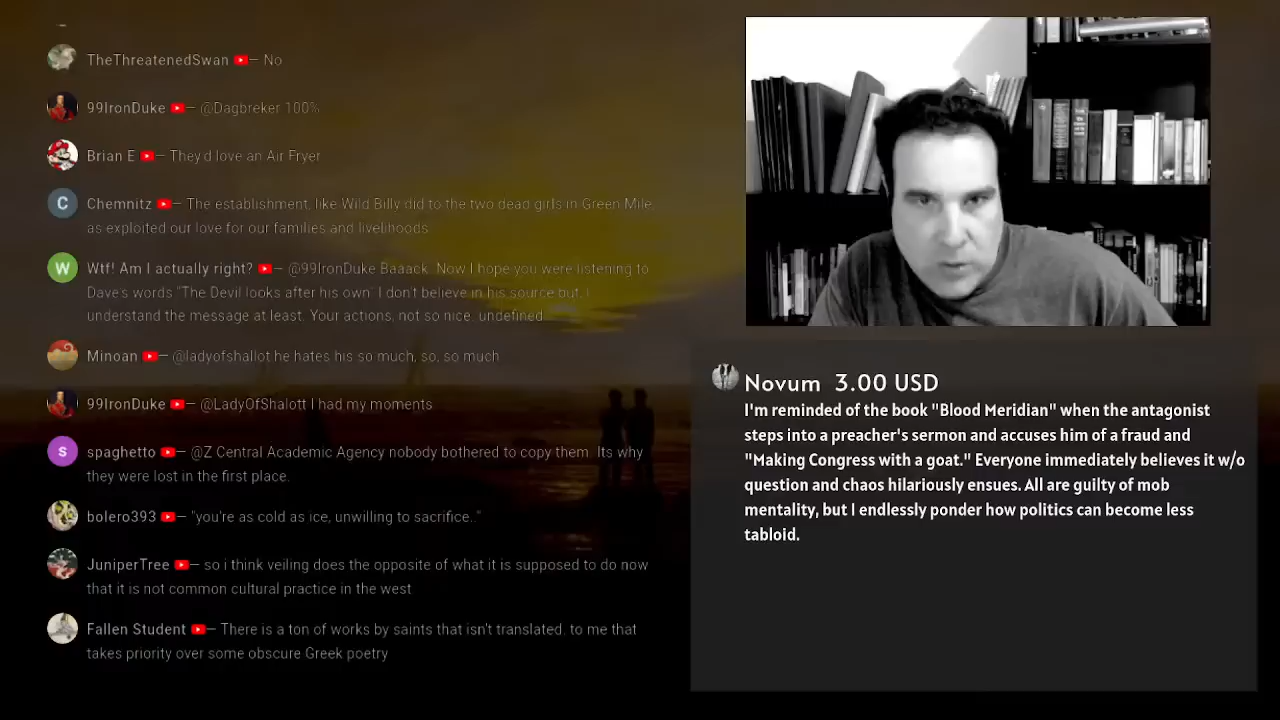 TheThreatenedSwan — No
99IronDuke — @Dagbreker 100%
Brian E — They'd love an Air Fryer
C
Chemnitz — The establishment, like Wild Billy did to the two dead girls in Green Mile,
as exploited our love for our families and livelihoods
W
Wtf! Am I actually right? — @99IronDuke Baaack. Now I hope you were listening to
Dave's words "The Devil looks after his own" I don't believe in his source but, I
understand the message at least. Your actions, not so nice. undefined
Minoan — @ladyofshallot he hates his so much, so, so much
99IronDuke — @LadyOfShalott I had my moments
s
spaghetto — @Z Central Academic Agency nobody bothered to copy them. Its why
they were lost in the first place.
bolero393 — "you're as cold as ice, unwilling to sacrifice.."
JuniperTree — so i think veiling does the opposite of what it is supposed to do now
that it is not common cultural practice in the west
Fallen Student — There is a ton of works by saints that isn't translated. to me that
takes priority over some obscure Greek poetry
Novum 3.00 USD
I'm reminded of the book "Blood Meridian" when the antagonist
steps into a preacher's sermon and accuses him of a fraud and
"Making Congress with a goat." Everyone immediately believes it w/o
question and chaos hilariously ensues. All are guilty of mob
mentality, but I endlessly ponder how politics can become less
tabloid.